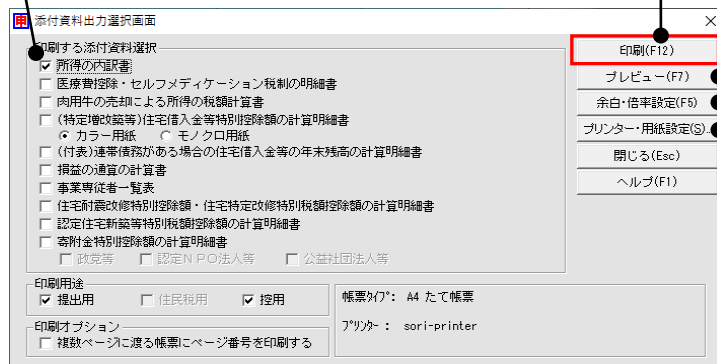 申 添付資料出力選択画面
印刷する添付資料選択
所得の内訳書
医療費控除・セルフメディケーション税制の明細書
肉用牛の売却による所得の税額計算書
(特定増改築等)住宅借入金等特別控除額の計算明細書
カラー用紙 モノクロ用紙
(付表)連帯債務がある場合の住宅借入金等の年末残高の計算明細書
損益の通算の計算書
事業専従者一覧表
住宅耐震改修特別控除額・住宅特定改修特別税額控除額の計算明細書
認定住宅新築等特別税額控除額の計算明細書
寄附金特別控除額の計算明細書
政党等 認定NPO法人等 公益社団法人等
印刷用途
提出用 住民税用 控用
印刷オプション
複数ページに渡る帳票にページ番号を印刷する
帳票タイプ: A4 たて帳票
プリンター: sori-printer
印刷(F12)
プレビュー(F7)
余白・倍率設定(F5)
プリンター・用紙設定(S)...
閉じる(Esc)
ヘルプ(F1)